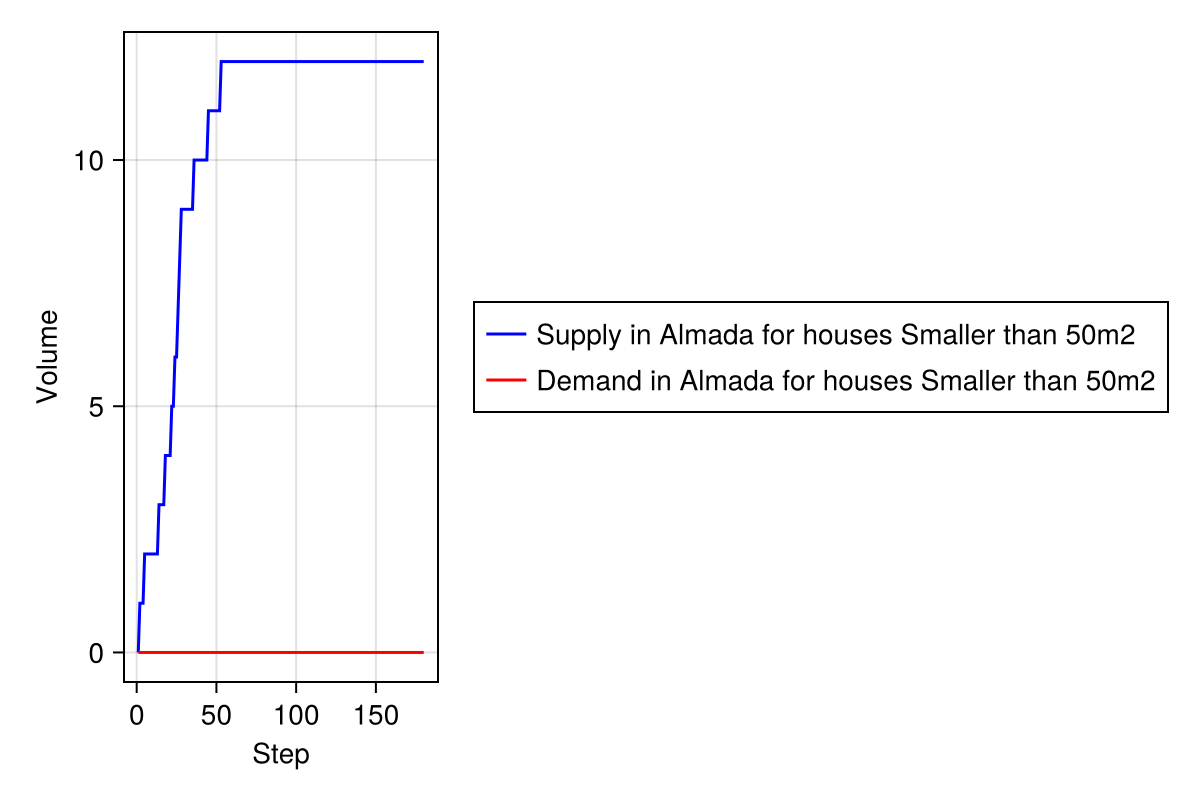 Volume
10
5
0
0 50 100 150
Step
Supply in Almada for houses Smaller than 50m2
Demand in Almada for houses Smaller than 50m2